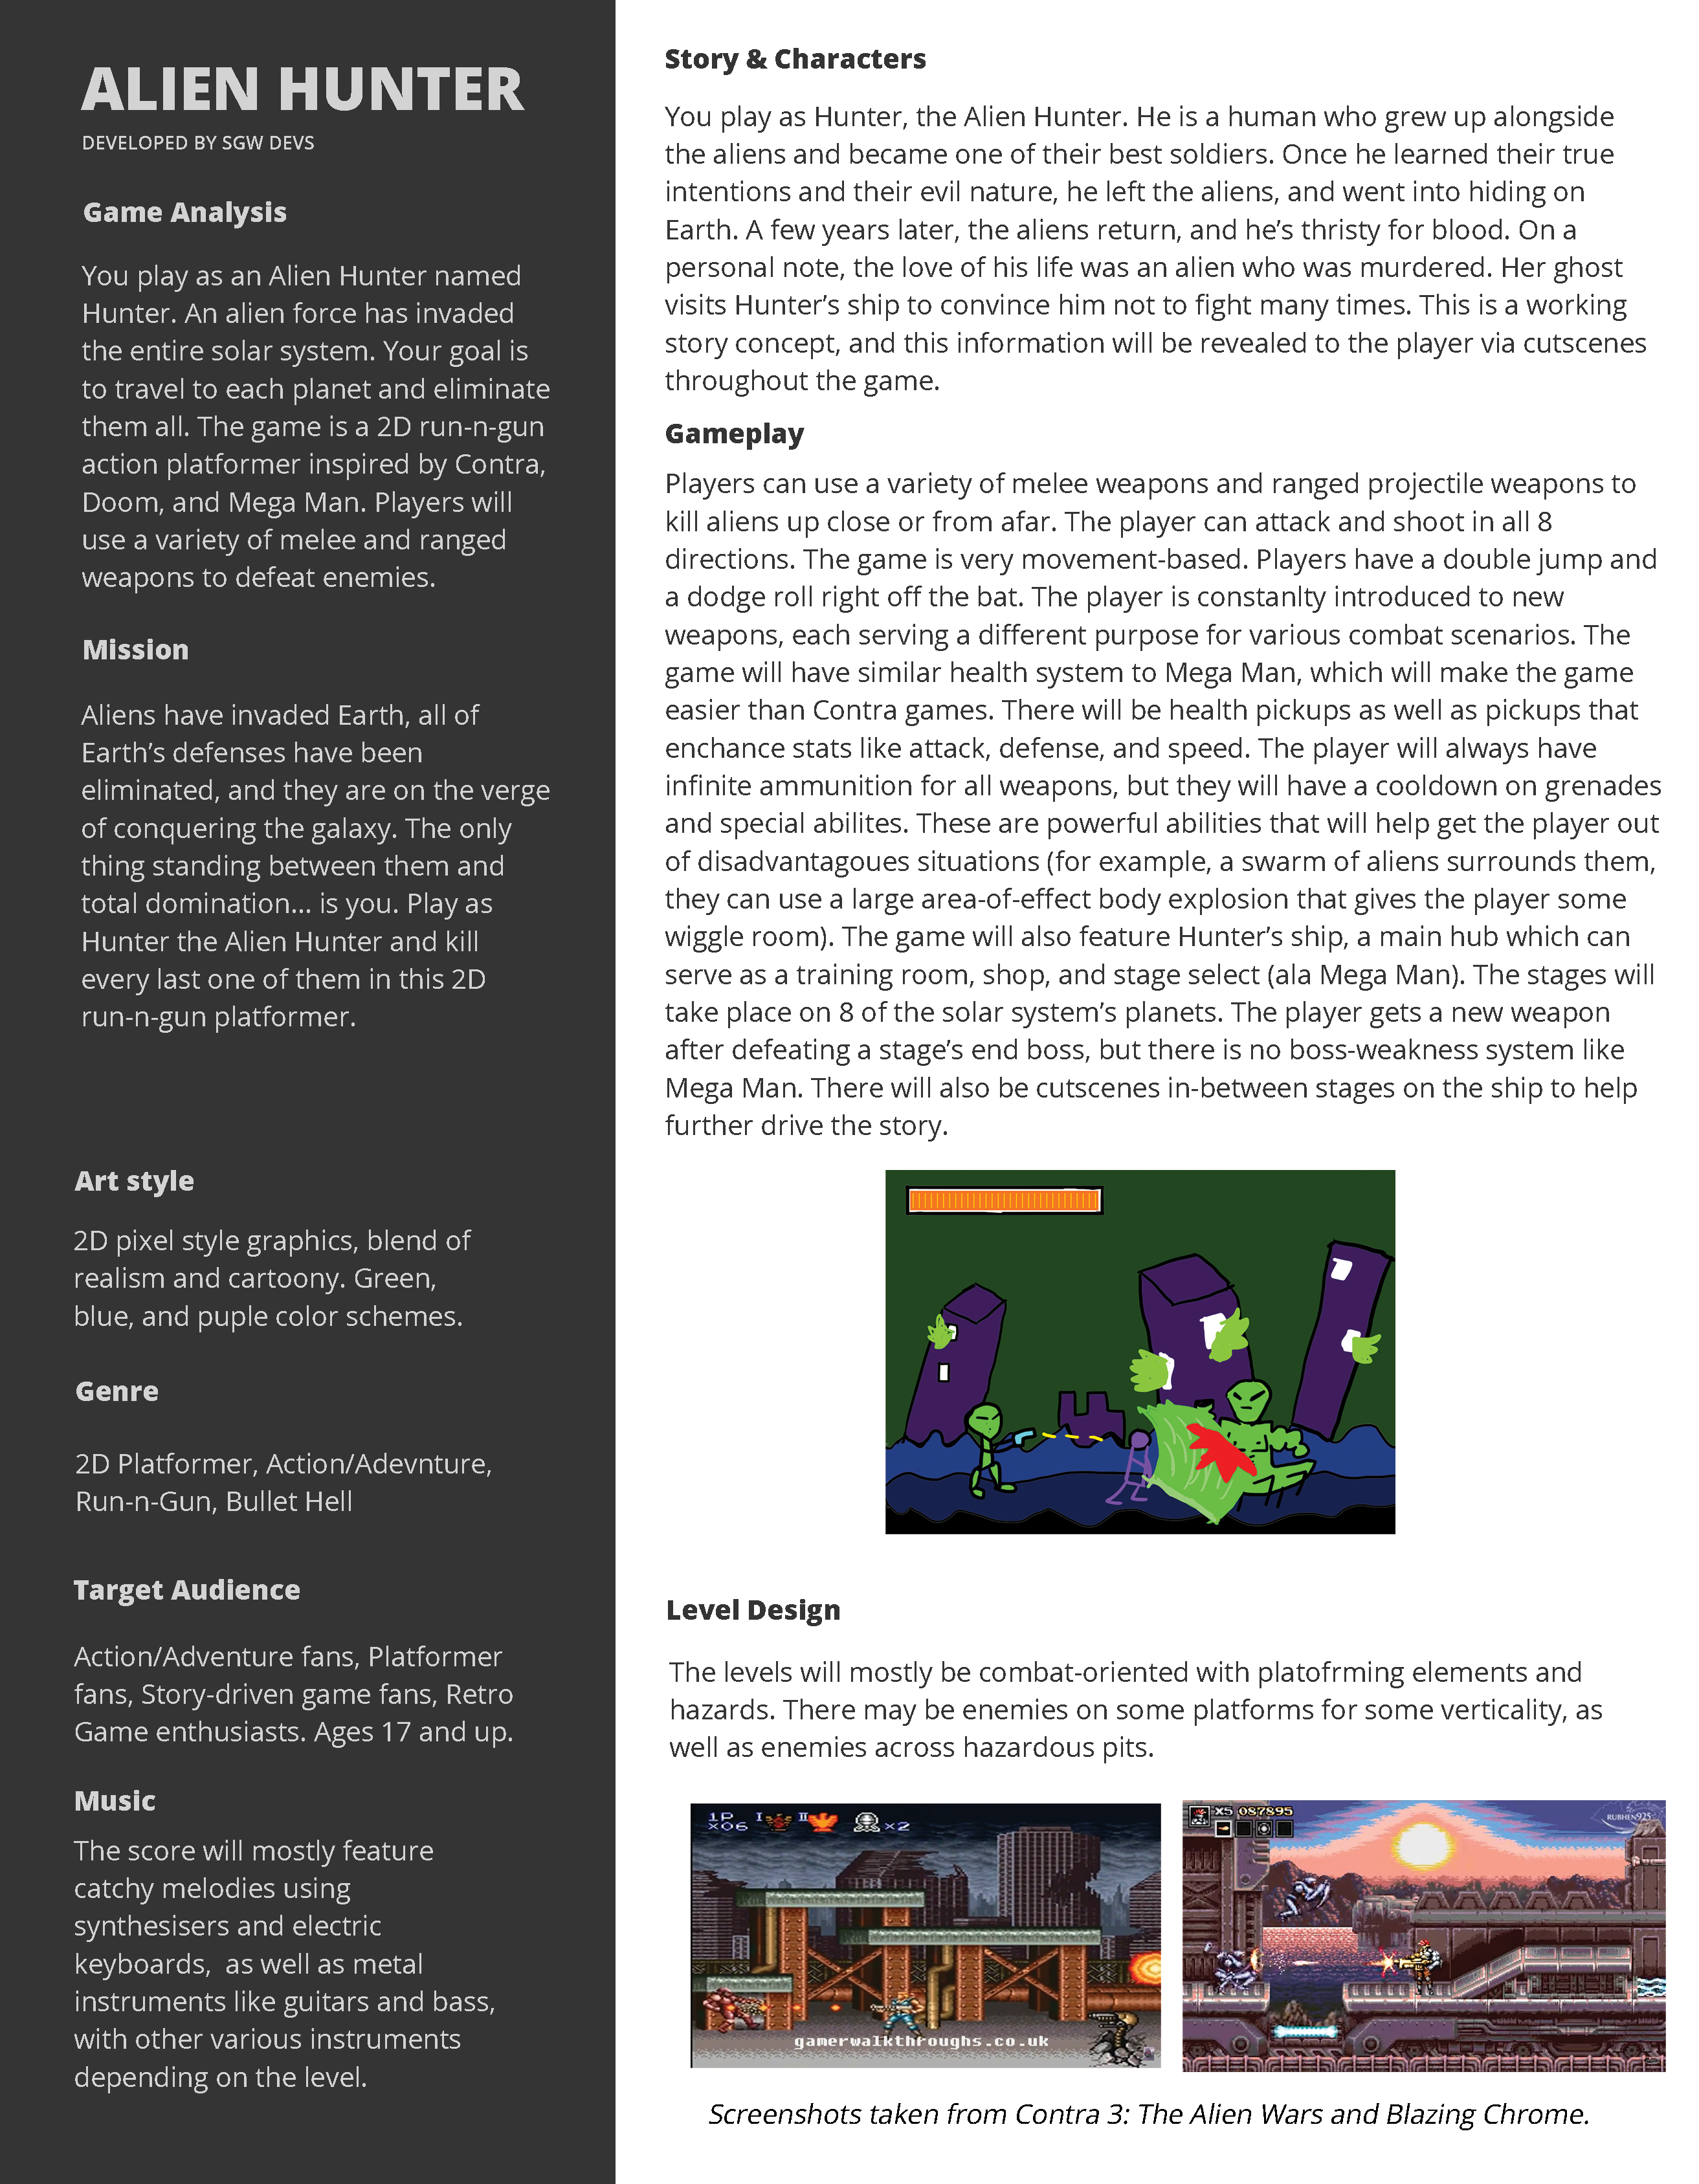 ALIEN HUNTER
DEVELOPED BY SGW DEVS
Game Analysis
You play as an Alien Hunter named
Hunter. An alien force has invaded
the entire solar system. Your goal is
to travel to each planet and eliminate
them all. The game is a 2D run-n-gun
action platformer inspired by Contra,
Doom, and Mega Man. Players will
use a variety of melee and ranged
weapons to defeat enemies.
Mission
Aliens have invaded Earth, all of
Earth's defenses have been
eliminated, and they are on the verge
of conquering the galaxy. The only
thing standing between them and
total domination... is you. Play as
Hunter the Alien Hunter and kill
every last one of them in this 2D
run-n-gun platformer.
Art style
2D pixel style graphics, blend of
realism and cartoony. Green,
blue, and puple color schemes.
Genre
2D Platformer, Action/Adevnture,
Run-n-Gun, Bullet Hell
Target Audience
Action/Adventure fans, Platformer
fans, Story-driven game fans, Retro
Game enthusiasts. Ages 17 and up.
Music
The score will mostly feature
catchy melodies using
synthesisers and electric
keyboards,  as well as metal
instruments like guitars and bass,
with other various instruments
depending on the level.
Story & Characters
You play as Hunter, the Alien Hunter. He is a human who grew up alongside
the aliens and became one of their best soldiers. Once he learned their true
intentions and their evil nature, he left the aliens, and went into hiding on
Earth. A few years later, the aliens return, and he's thristy for blood. On a
personal note, the love of his life was an alien who was murdered. Her ghost
visits Hunter's ship to convince him not to fight many times. This is a working
story concept, and this information will be revealed to the player via cutscenes
throughout the game.
Gameplay
Players can use a variety of melee weapons and ranged projectile weapons to
kill aliens up close or from afar. The player can attack and shoot in all 8
directions. The game is very movement-based. Players have a double jump and
a dodge roll right off the bat. The player is constanlty introduced to new
weapons, each serving a different purpose for various combat scenarios. The
game will have similar health system to Mega Man, which will make the game
easier than Contra games. There will be health pickups as well as pickups that
enchance stats like attack, defense, and speed. The player will always have
infinite ammunition for all weapons, but they will have a cooldown on grenades
and special abilites. These are powerful abilities that will help get the player out
of disadvantagoues situations (for example, a swarm of aliens surrounds them,
they can use a large area-of-effect body explosion that gives the player some
wiggle room). The game will also feature Hunter's ship, a main hub which can
serve as a training room, shop, and stage select (ala Mega Man). The stages will
take place on 8 of the solar system's planets. The player gets a new weapon
after defeating a stage's end boss, but there is no boss-weakness system like
Mega Man. There will also be cutscenes in-between stages on the ship to help
further drive the story.
Level Design
The levels will mostly be combat-oriented with platofrming elements and
hazards. There may be enemies on some platforms for some verticality, as
well as enemies across hazardous pits.
1P I II
x06 x2
gamerwalkthroughs.co.uk
x5 087895
RUBHEN925
Screenshots taken from Contra 3: The Alien Wars and Blazing Chrome.